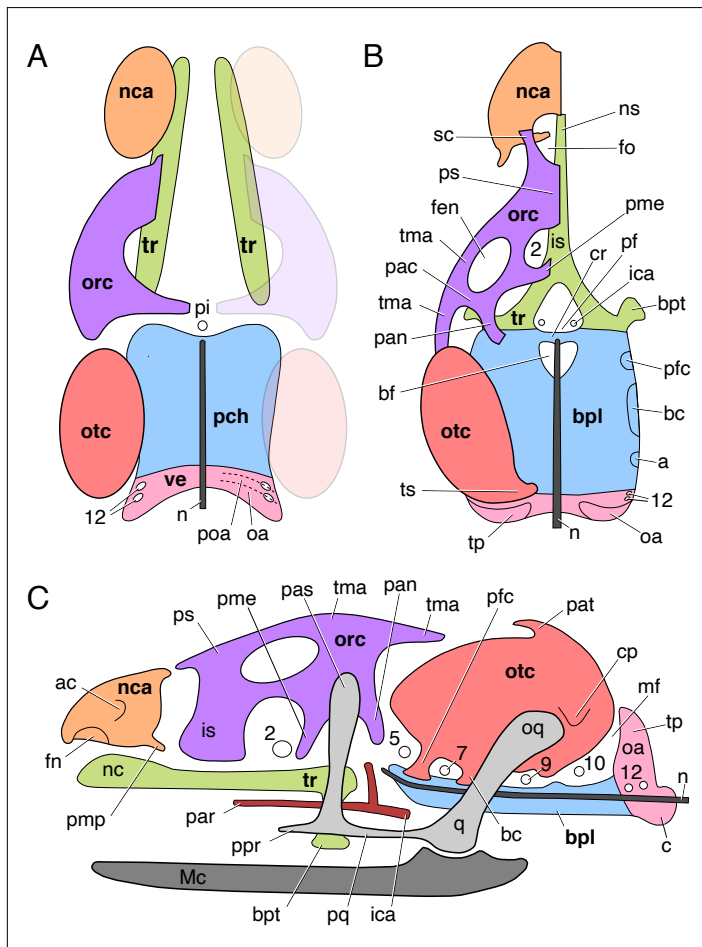 A
nca
tr
tr
orc
pi
otc
pch
ve
12
n
poa
oa
B
nca
ns
sc
fo
ps
fen
orc
pme
tma
2
is
cr
pf
pac
ica
tma
tr
bpt
pan
pfc
bf
bc
otc
bpl
a
ts
12
tp
n
oa
C
pas
tma
pan
pme
tma
pfc
ps
pat
orc
otc
cp
ac
nca
mf
tp
is
2
5
oq
oa
fn
7
9
10
12
n
nc
tr
pmp
par
q
bc
bpl
c
ppr
Mc
bpt
pq
ica